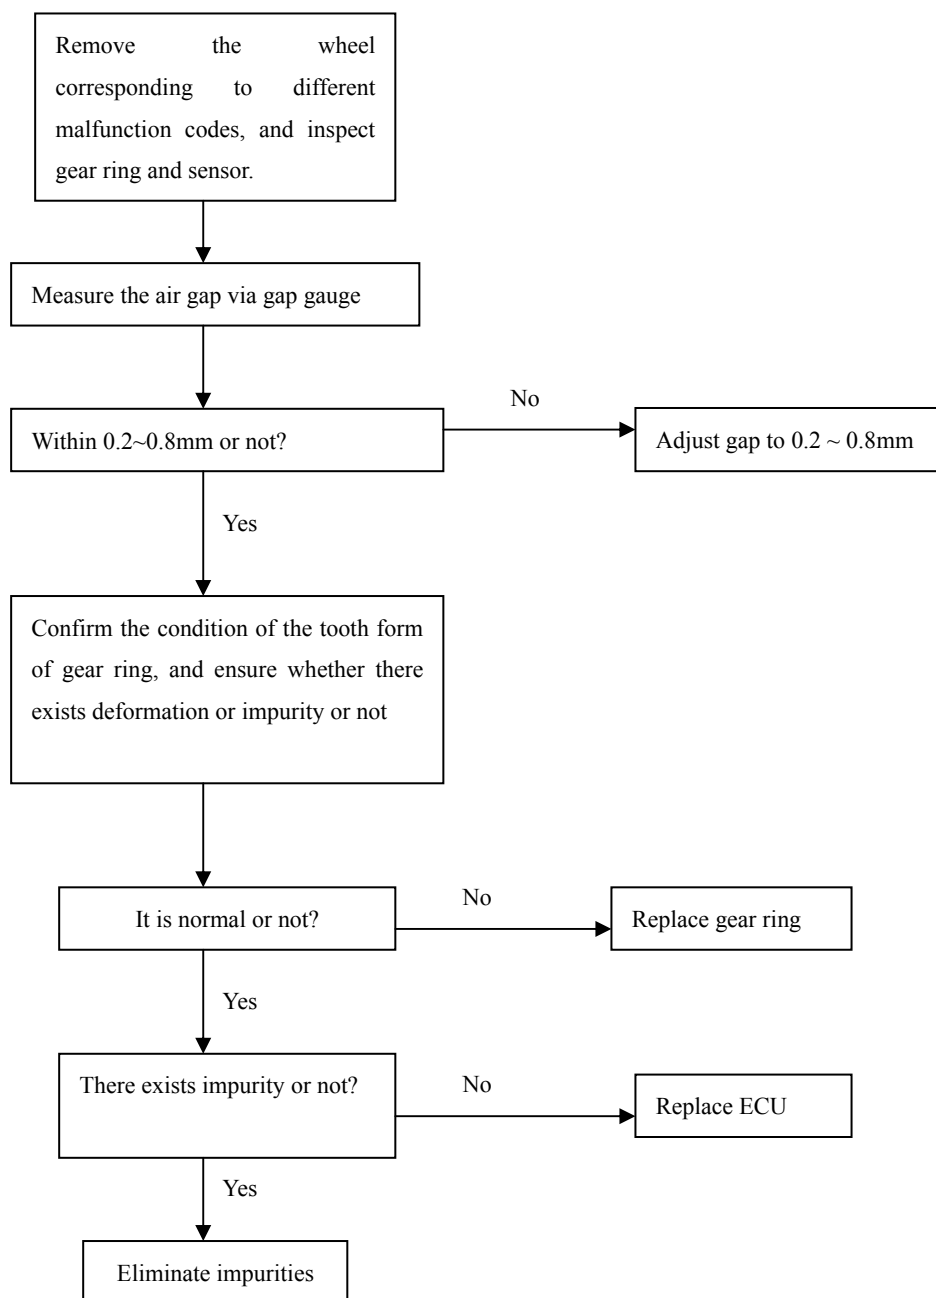 Remove the wheel
corresponding to different
malfunction codes, and inspect
gear ring and sensor.
Measure the air gap via gap gauge
No
Within 0.2~0.8mm or not?
Adjust gap to 0.2 ~ 0.8mm
Yes
Confirm the condition of the tooth form
of gear ring, and ensure whether there
exists deformation or impurity or not
No
It is normal or not?
Replace gear ring
Yes
There exists impurity or not?
No
Replace ECU
Yes
Eliminate impurities